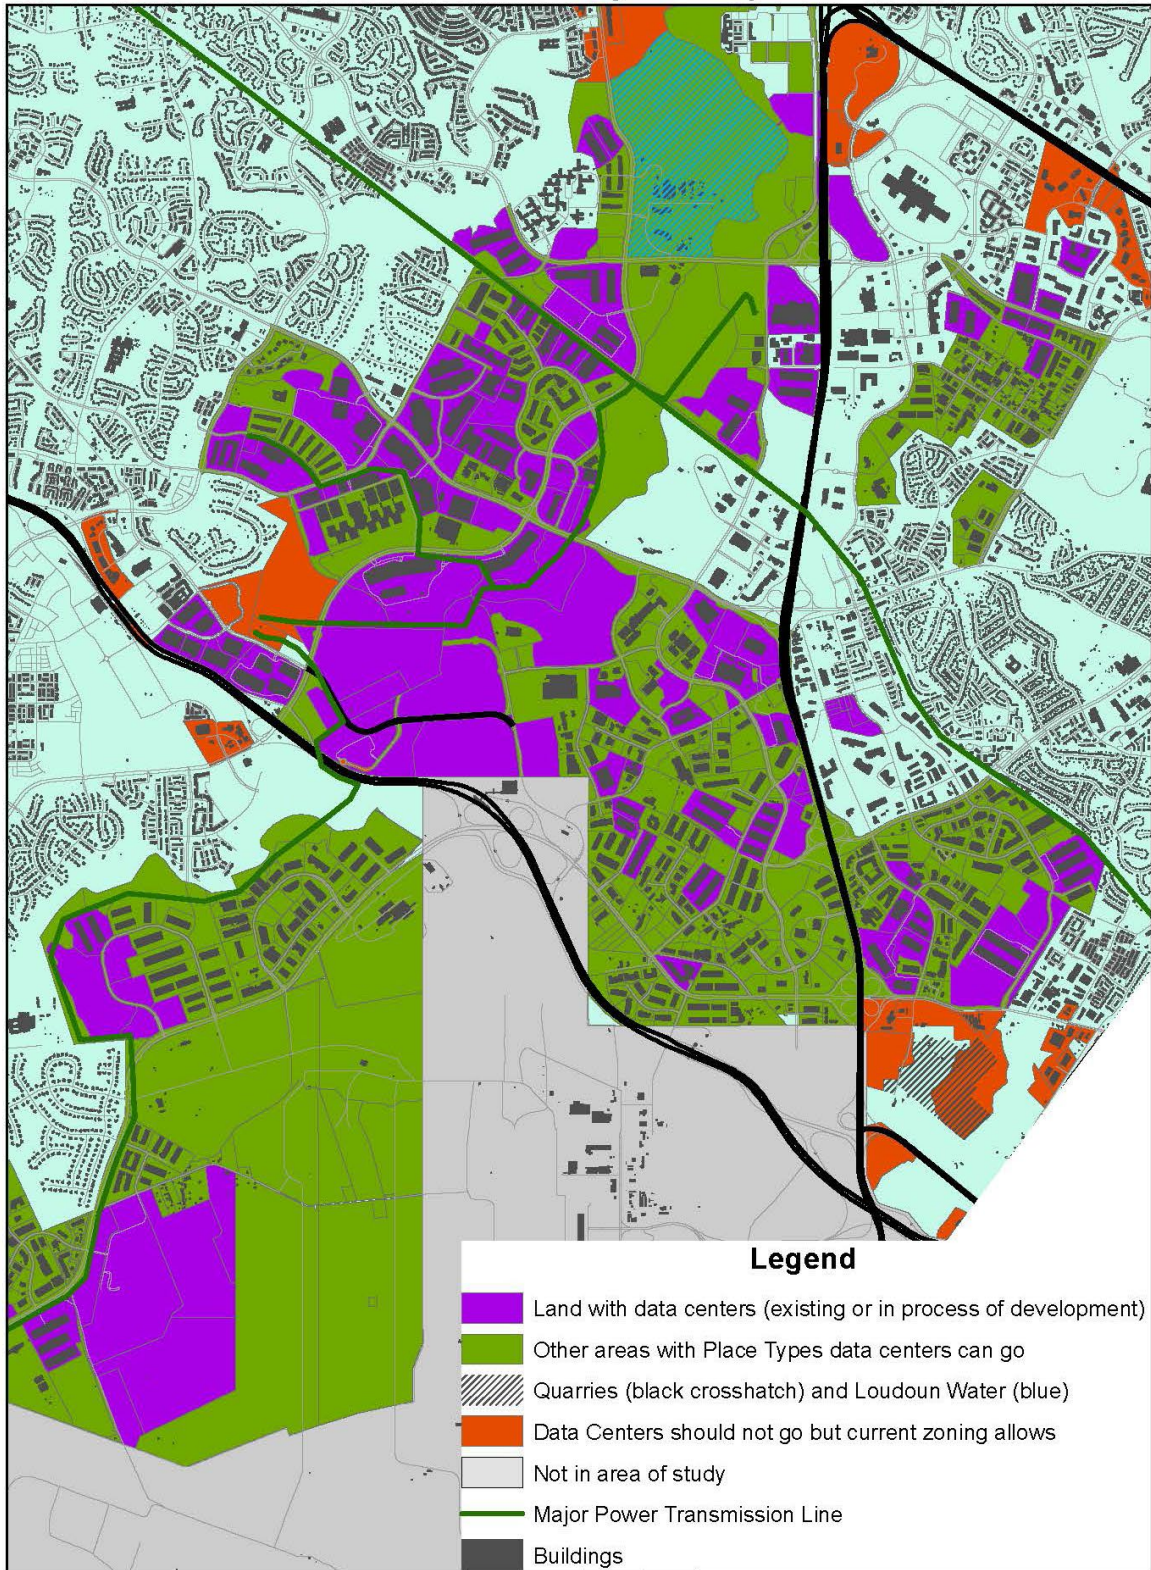 Legend
Land with data centers (existing or in process of development)
Other areas with Place Types data centers can go
Quarries (black crosshatch) and Loudoun Water (blue)
Data Centers should not go but current zoning allows
Not in area of study
Major Power Transmission Line
Buildings